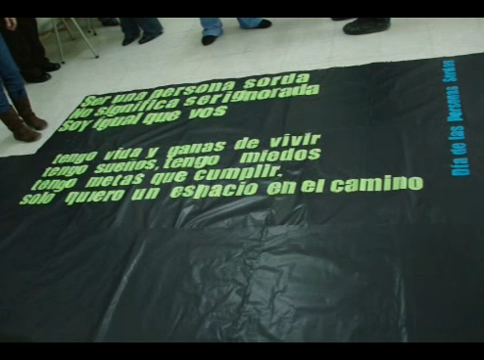 Ser una persona sorda
No significa ser ignorada
Soy igual que vos
tengo vida y ganas de vivir
tengo sueños, tengo miedos
tengo metas que cumplir.
solo quiero un espacio en el camino
Día de las Persona Sordas